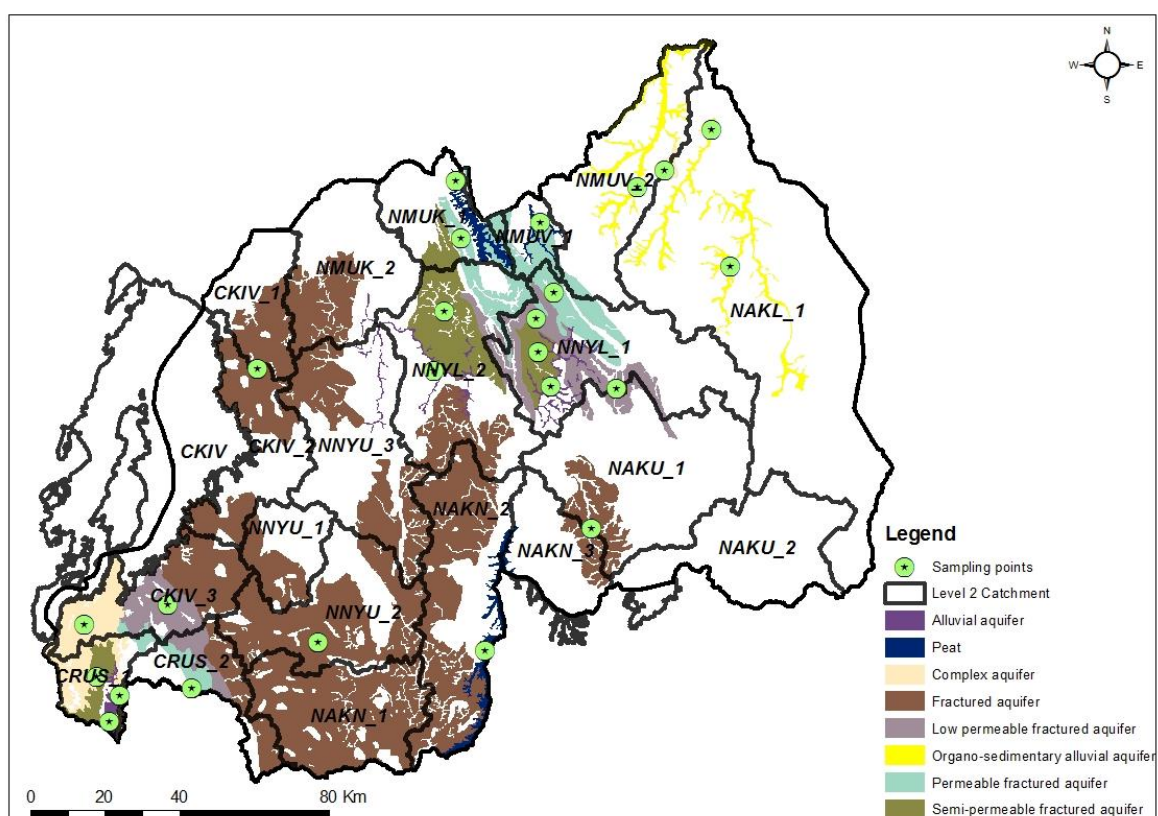 N
W E
S
NMUV_2
NMUK_1
NMUV_1
NMUK_2
CKIV_1
NAKL_1
NNYL_1
NNYL_2
CKIV
CKIV_2
NNYU_3
NAKU_1
NAKN_2
NNYU_1
NAKN_3
NAKU_2
CKIV_3
NNYU_2
CRUS_2
CRUS_
NAKN_1
Legend
Sampling points
Level 2 Catchment
Alluvial aquifer
Peat
Complex aquifer
Fractured aquifer
Low permeable fractured aquifer
Organo-sedimentary alluvial aquifer
Permeable fractured aquifer
Semi-permeable fractured aquifer
0 20 40 80 Km